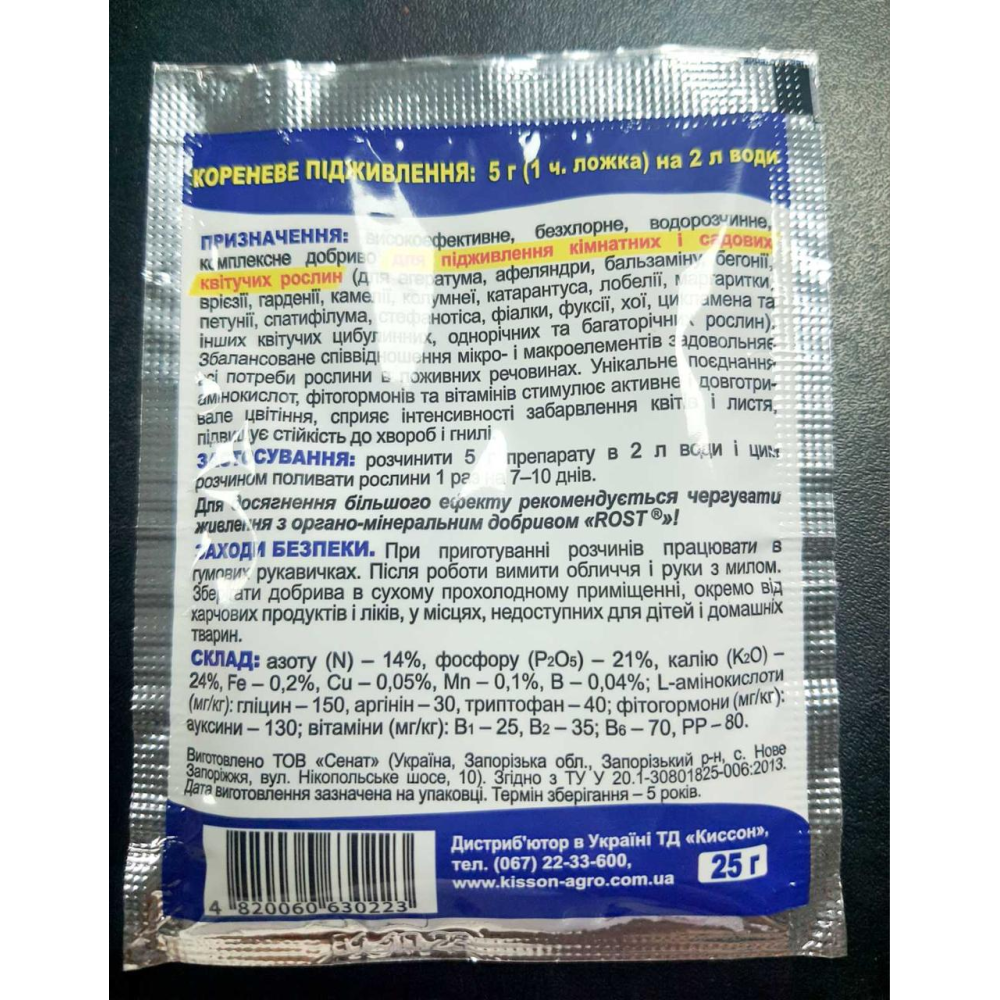 КОРЕНЕВЕ ПІДЖИВЛЕННЯ: 5 г (1 ч. ложка) на 2 л води
ПРИЗНАЧЕННЯ: високоефективне, безхлорне, водорозчинне,
комплексне добриво для підживлення кімнатних і садових
квітучих рослин (для агератума, афеляндри, бальзаміну, бегонії,
врієзії, гарденії, камелії, колумнеї, катарантуса, лобелії, маргаритки,
петунії, спатифілума, стефанотіса, фіалки, фуксії, хої, цикламена та
інших квітучих цибулинних, однорічних та багаторічних рослин).
Збалансоване співвідношення мікро- і макроелементів задовольняє
всі потреби рослини в поживних речовинах. Унікальне поєднання
амінокислот, фітогормонів та вітамінів стимулює активне і довготри-
вале цвітіння, сприяє інтенсивності забарвлення квітів і листя,
підвищує стійкість до хвороб і гнилі
ЗАСТОСУВАННЯ: розчинити 5 г препарату в 2 л води і цим
розчином поливати рослини 1 раз на 7–10 днів.
Для досягнення більшого ефекту рекомендується чергувати
живлення з органо-мінеральним добривом «ROST®»!
ЗАХОДИ БЕЗПЕКИ. При приготуванні розчинів працювати в
гумових рукавичках. Після роботи вимити обличчя і руки з милом.
Зберігати добрива в сухому прохолодному приміщенні, окремо від
харчових продуктів і ліків, у місцях, недоступних для дітей і домашніх
тварин.
СКЛАД: азоту (N) – 14%, фосфору (P2O5) – 21%, калію (K2O) –
24%, Fe – 0,2%, Cu – 0,05%, Mn – 0,1%, B – 0,04%; L-амінокислоти
(мг/кг): гліцин – 150, аргінін – 30, триптофан – 40; фітогормони (мг/кг):
ауксини – 130; вітаміни (мг/кг): B1 – 25, B2 – 35; B6 – 70, PP – 80.
Виготовлено ТОВ «Сенат» (Україна, Запорізька обл., Запорізький р-н, с. Нове
Запоріжжя, вул. Нікопольське шосе, 10). Згідно з ТУ У 20.1-30801825-006:2013.
Дата виготовлення зазначена на упаковці. Термін зберігання – 5 років.
Дистриб'ютор в Україні ТД «Киссон»,
тел. (067) 22-33-600,
www.kisson-agro.com.ua
25 г
4 820060 630223